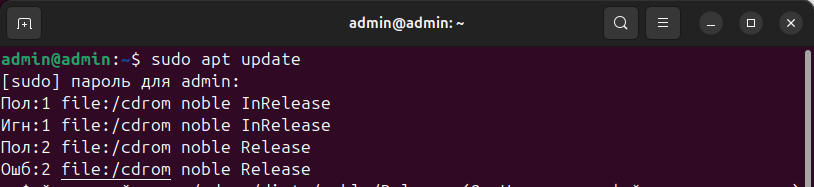 admin@admin: ~
admin@admin:~$ sudo apt update
[sudo] пароль для admin:
Пол:1 file:/cdrom noble InRelease
Игн:1 file:/cdrom noble InRelease
Пол:2 file:/cdrom noble Release
Ошб:2 file:/cdrom noble Release